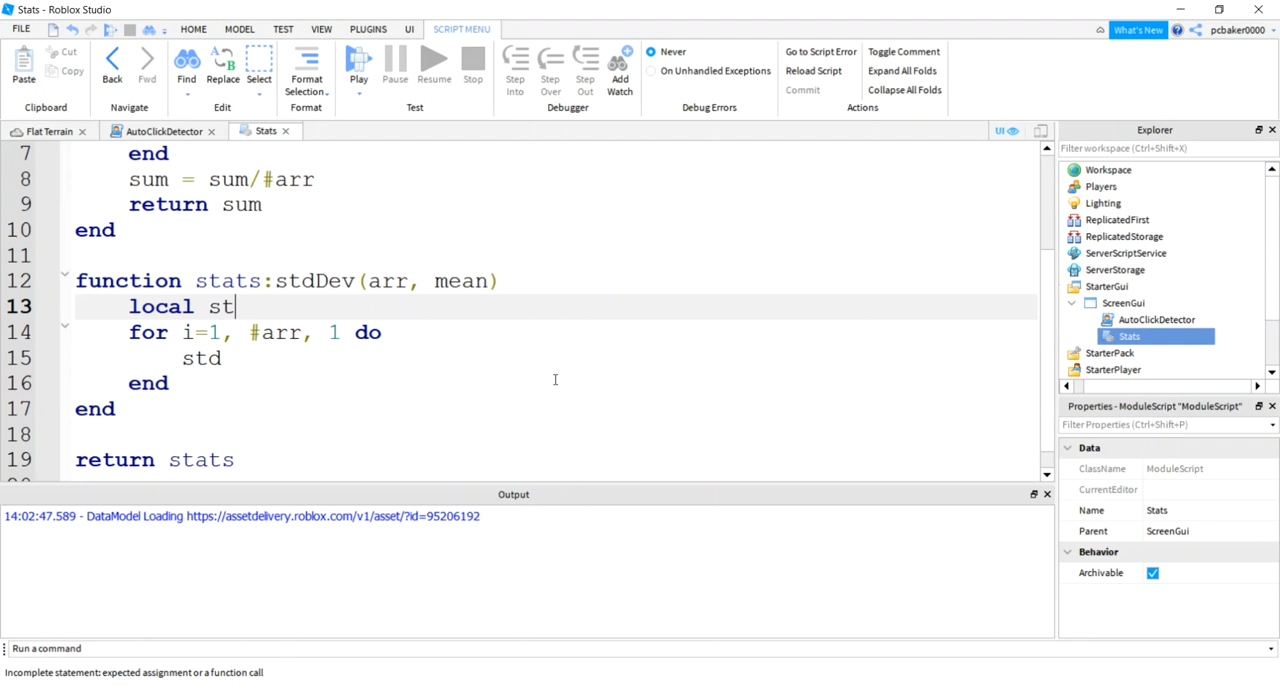 Stats - Roblox Studio
FILE HOME MODEL TEST VIEW PLUGINS UI SCRIPT MENU What's New pcbaker0000
Paste Cut Copy Back Fwd Find Replace Select Format Selection Play Pause Resume Stop Step Into Step Over Step Out Add Watch Never On Unhandled Exceptions Go to Script Error Reload Script Commit Toggle Comment Expand All Folds Collapse All Folds
Clipboard Navigate Edit Format Test Debugger Debug Errors Actions
Flat Terrain AutoClickDetector Stats UI
7 end
8 sum = sum/#arr
9 return sum
10 end
11
12 function stats:stdDev(arr, mean)
13 local st
14 for i=1, #arr, 1 do
15 std
16 end
17 end
18
19 return stats
Explorer
Filter workspace (Ctrl+Shift+X)
Workspace
Players
Lighting
ReplicatedFirst
ReplicatedStorage
ServerScriptService
ServerStorage
StarterGui
ScreenGui
AutoClickDetector
Stats
StarterPack
StarterPlayer
Properties - ModuleScript "ModuleScript"
Filter Properties (Ctrl+Shift+P)
Data
ClassName ModuleScript
CurrentEditor
Name Stats
Parent ScreenGui
Behavior
Archivable
Output
14:02:47.589 - DataModel Loading https://assetdelivery.roblox.com/v1/asset/?id=95206192
Run a command
Incomplete statement: expected assignment or a function call